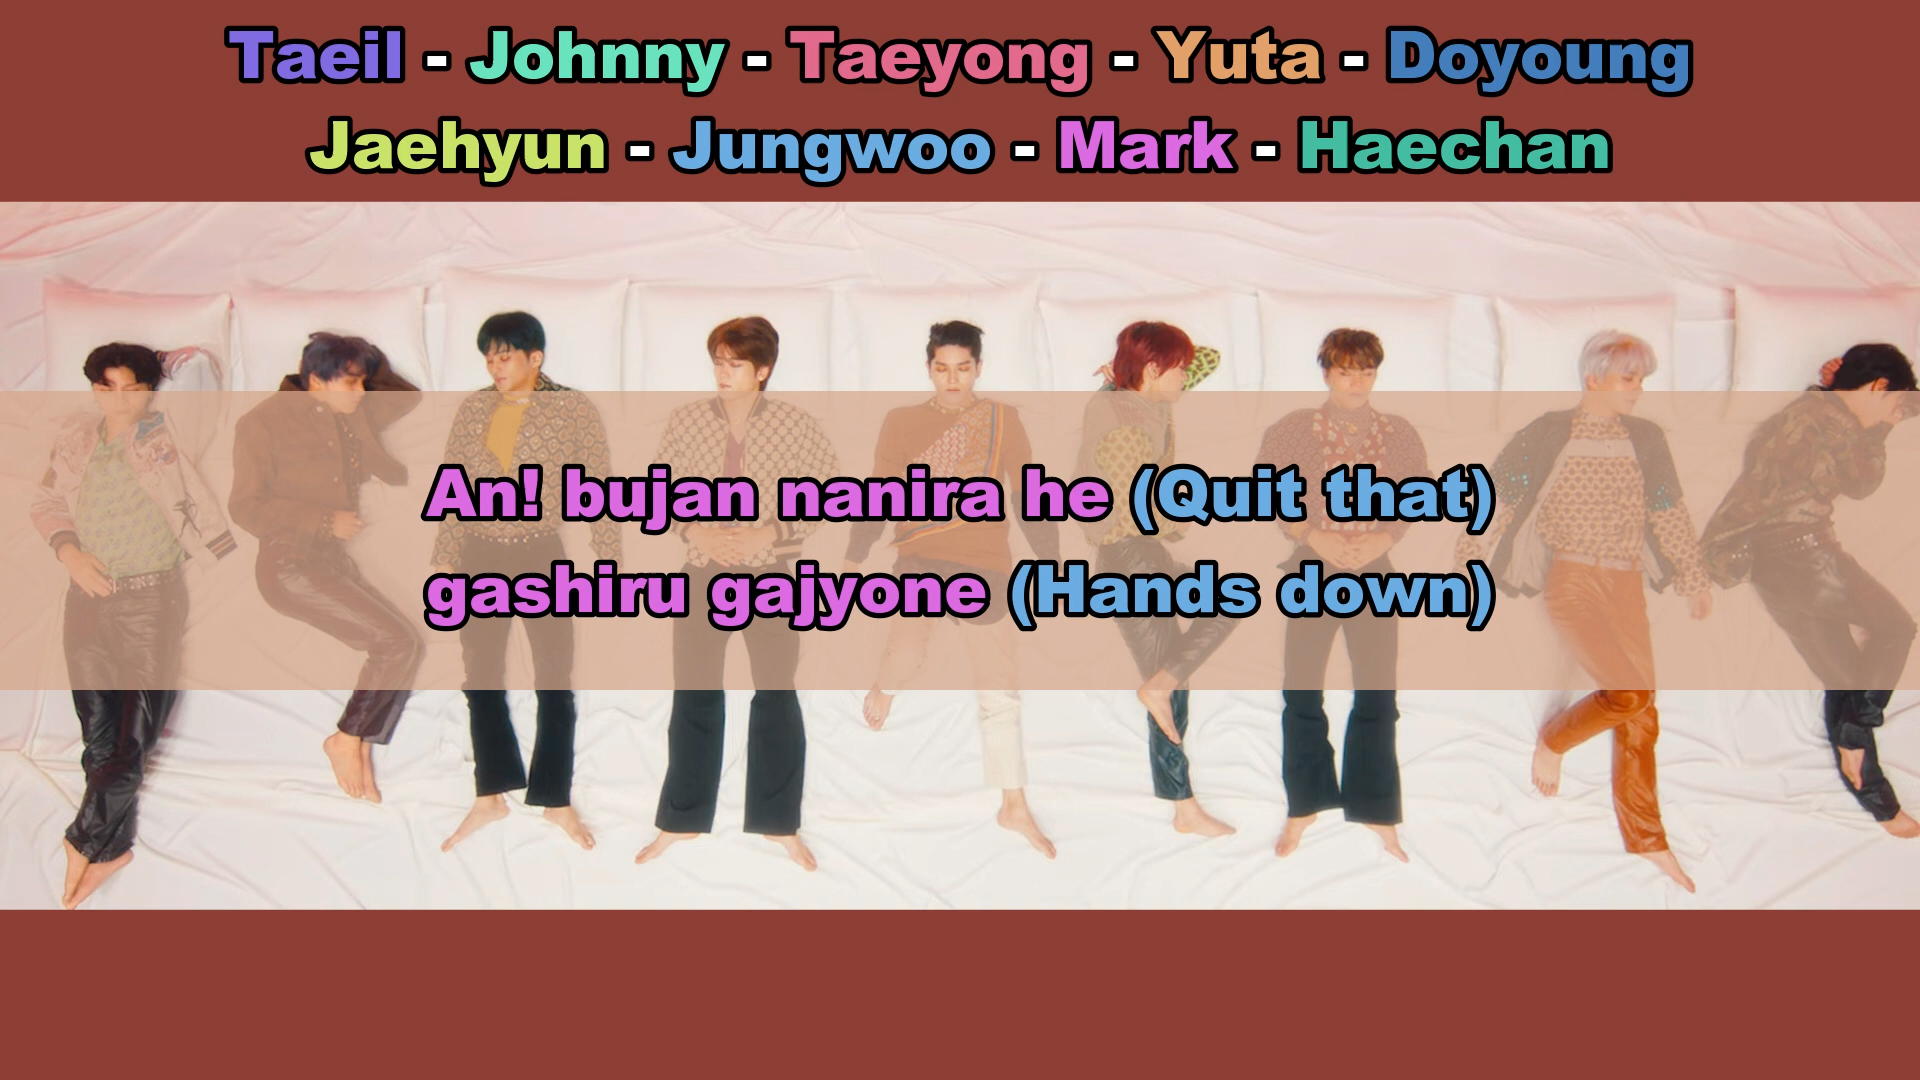 Taeil - Johnny - Taeyong - Yuta - Doyoung
Jaehyun - Jungwoo - Mark - Haechan
An! bujan nanira he (Quit that)
gashiru gajyone (Hands down)